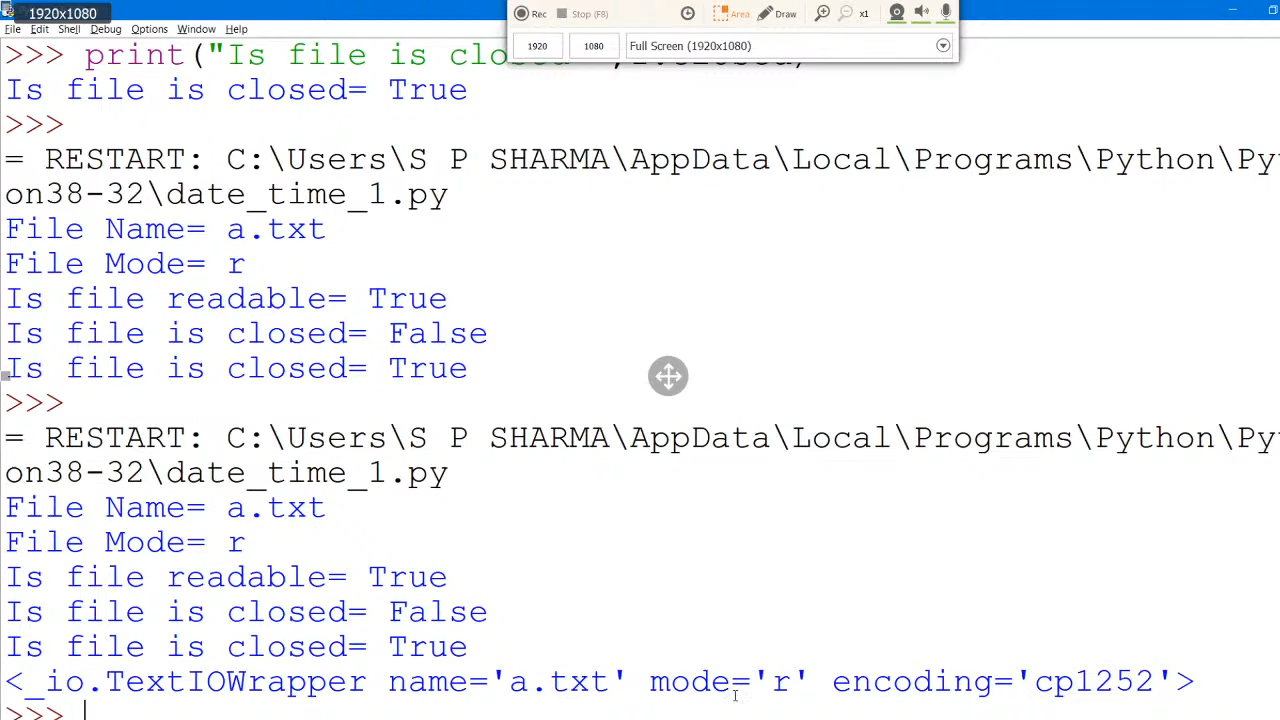 1920x1080
Rec Stop (F8) Area Draw x1
File Edit Shell Debug Options Window Help
1920 1080 Full Screen (1920x1080)
>>> print("Is file is
Is file is closed= True
>>>
= RESTART: C:\Users\S P SHARMA\AppData\Local\Programs\Python\Py
on38-32\date_time_1.py
File Name= a.txt
File Mode= r
Is file readable= True
Is file is closed= False
Is file is closed= True
>>>
= RESTART: C:\Users\S P SHARMA\AppData\Local\Programs\Python\Py
on38-32\date_time_1.py
File Name= a.txt
File Mode= r
Is file readable= True
Is file is closed= False
Is file is closed= True
<_io.TextIOWrapper name='a.txt' mode='r' encoding='cp1252'>
>>>